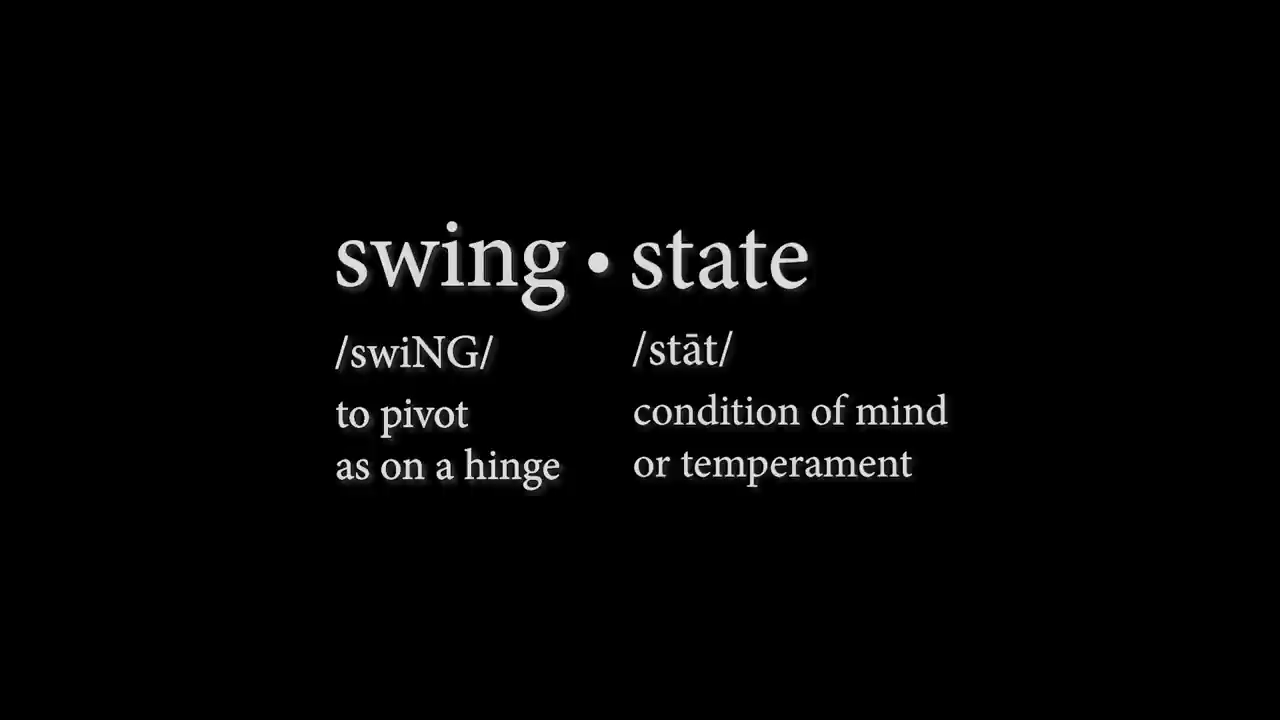 swing • state
/swiNG/ /stāt/
to pivot condition of mind
as on a hinge or temperament